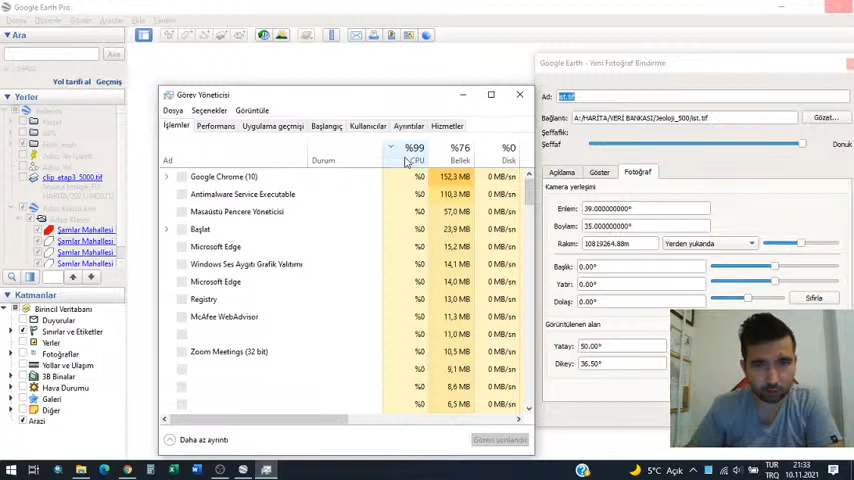 Google Earth Pro
Dosya Düzenle Görünüm Araçlar Ekle Yardım
Ara
Ara
Yol tarifi al Geçmiş
Yerler
clip_etap3_5000.tif
Şamlar Mahallesi
Şamlar Mahallesi
Şamlar Mahallesi
Şamlar Mahallesi
Katmanlar
Birincil Veritabanı
Duyurular
Sınırlar ve Etiketler
Yerler
Fotoğraflar
Yollar ve Ulaşım
3B Binalar
Hava Durumu
Galeri
Diğer
Arazi
Görev Yöneticisi
Dosya Seçenekler Görüntüle
İşlemler Performans Uygulama geçmişi Başlangıç Kullanıcılar Ayrıntılar Hizmetler
%99 %76 %0
Ad Durum CPU Bellek Disk
Google Chrome (10) %0 152,3 MB 0 MB/sn
Antimalware Service Executable %0 110,3 MB 0 MB/sn
Masaüstü Pencere Yöneticisi %0 57,0 MB 0 MB/sn
Başlat %0 23,9 MB 0 MB/sn
Microsoft Edge %0 15,2 MB 0 MB/sn
Windows Ses Aygıtı Grafik Yalıtımı %0 14,1 MB 0 MB/sn
Microsoft Edge %0 14,0 MB 0 MB/sn
Registry %0 13,0 MB 0 MB/sn
McAfee WebAdvisor %0 11,3 MB 0 MB/sn
%0 11,0 MB 0 MB/sn
Zoom Meetings (32 bit) %0 10,5 MB 0 MB/sn
%0 9,1 MB 0 MB/sn
%0 8,6 MB 0 MB/sn
%0 6,5 MB 0 MB/sn
Daha az ayrıntı
Görevi sonlandır
Google Earth - Yeni Fotoğraf Bindirme
Ad: ist.tif
Bağlantı: A:/HARİTA/VERİ BANKASI/Jeoloji_500/ist.tif Gözat...
Şeffaflık:
Donuk
Açıklama Göster Fotoğraf
Kamera yerleşimi
Enlem: 39.000000000°
Boylam: 35.000000000°
Rakım: 10819264.88m Yerden yukarıda
Başlık: 0.00°
Yatır: 0.00°
Dolaş: 0.00°
Sıfırla
Görüntülenen alan
Yatay: 50.00°
Dikey: 36.50°
5°C Açık
TUR
TRQ
21:33
10.11.2021